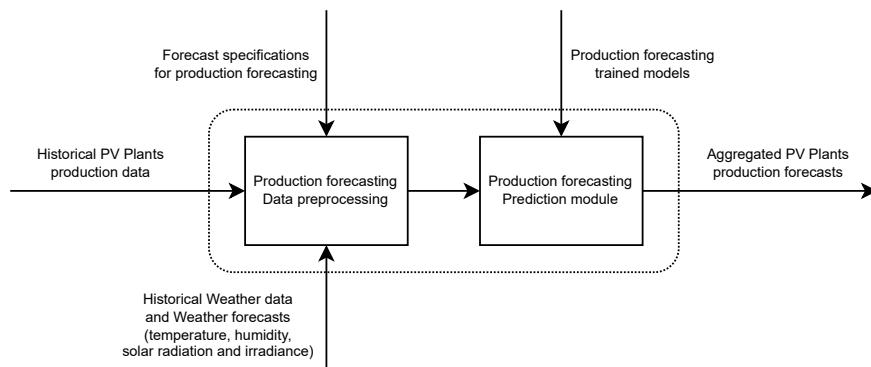 Forecast specifications
for production forecasting
Production forecasting
trained models
Historical PV Plants
production data
Production forecasting
Data preprocessing
Production forecasting
Prediction module
Aggregated PV Plants
production forecasts
Historical Weather data
and Weather forecasts
(temperature, humidity,
solar radiation and irradiance)